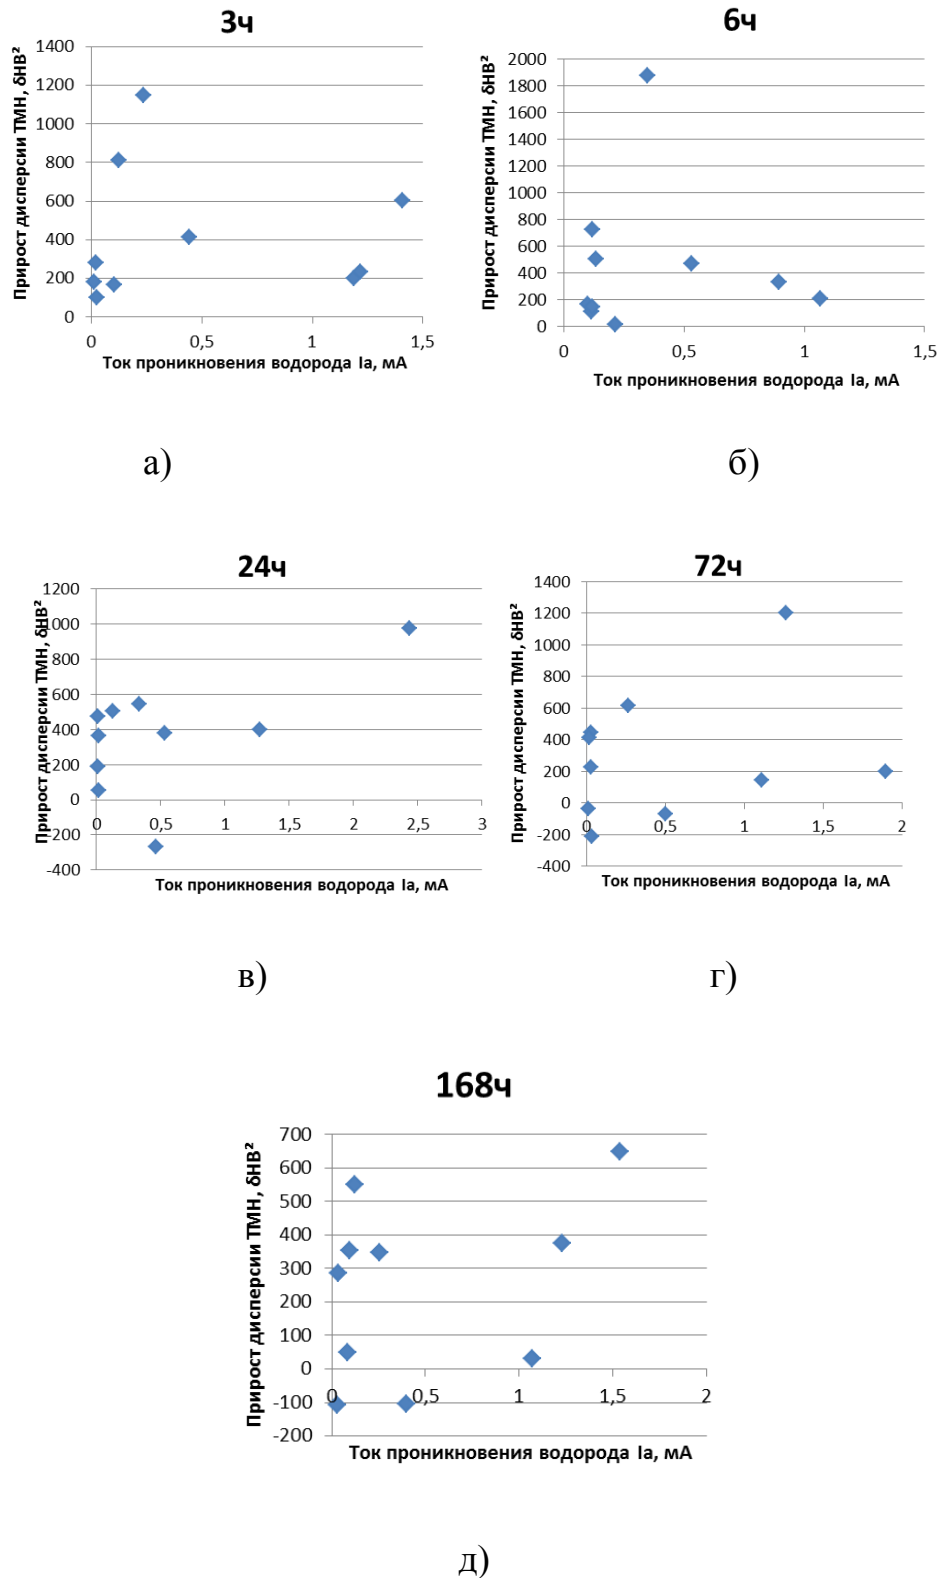 3ч
Прирост дисперсии ТМН, δHB²
1400
1200
1000
800
600
400
200
0
0 0,5 1 1,5
Ток проникновения водорода Ia, мА
а)
6ч
Прирост дисперсии ТМН, δHB²
2000
1800
1600
1400
1200
1000
800
600
400
200
0
0 0,5 1 1,5
Ток проникновения водорода Ia, мА
б)
24ч
Прирост дисперсии ТМН, δHB²
1200
1000
800
600
400
200
0
-200
-400
0 0,5 1 1,5 2 2,5 3
Ток проникновения водорода Ia, мА
в)
72ч
Прирост дисперсии ТМН, δHB²
1400
1200
1000
800
600
400
200
0
-200
-400
0 0,5 1 1,5 2
Ток проникновения водорода Ia, мА
г)
168ч
Прирост дисперсии ТМН, δHB²
700
600
500
400
300
200
100
0
-100
-200
0 0,5 1 1,5 2
Ток проникновения водорода Ia, мА
д)